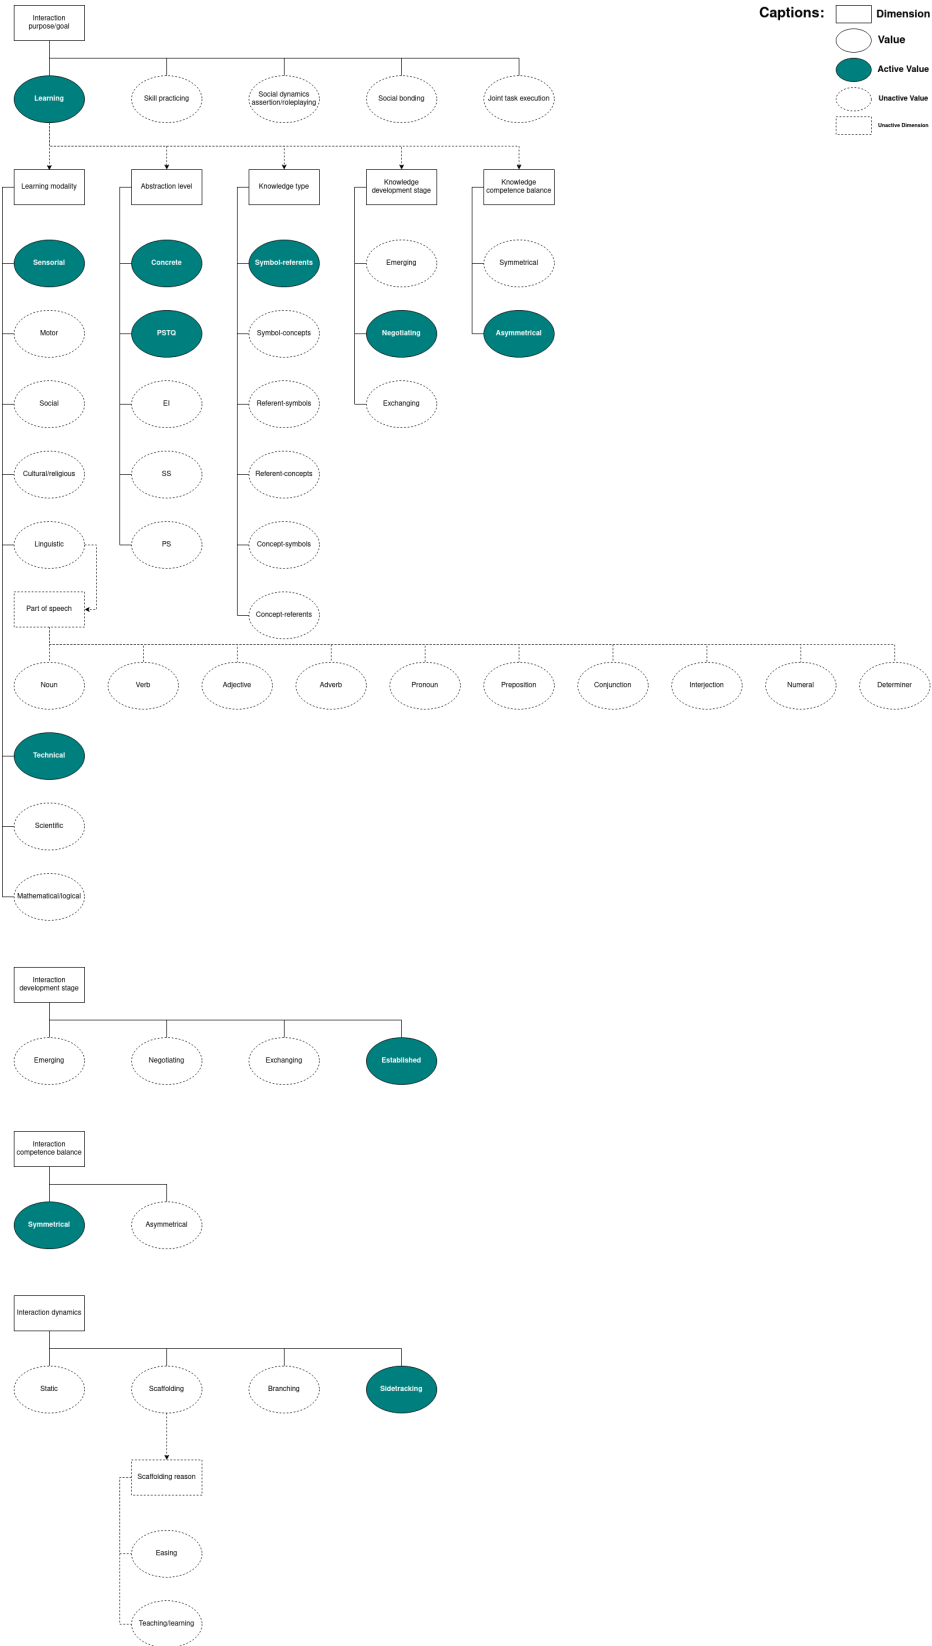 Captions:
Dimension
Value
Active Value
Unactive Value
Unactive Dimension
Interaction
purpose/goal
Learning
Skill practicing
Social dynamics
assertion/roleplaying
Social bonding
Joint task execution
Learning modality
Abstraction level
Knowledge type
Knowledge
development stage
Knowledge
competence balance
Sensorial
Concrete
Symbol-referents
Emerging
Symmetrical
Motor
PSTQ
Symbol-concepts
Negotiating
Asymmetrical
Social
EI
Referent-symbols
Exchanging
Cultural/religious
SS
Referent-concepts
Linguistic
PS
Concept-symbols
Part of speech
Concept-referents
Noun
Verb
Adjective
Adverb
Pronoun
Preposition
Conjunction
Interjection
Numeral
Determiner
Technical
Scientific
Mathematical/logical
Interaction
development stage
Emerging
Negotiating
Exchanging
Established
Interaction
competence balance
Symmetrical
Asymmetrical
Interaction dynamics
Static
Scaffolding
Branching
Sidetracking
Scaffolding reason
Easing
Teaching/learning